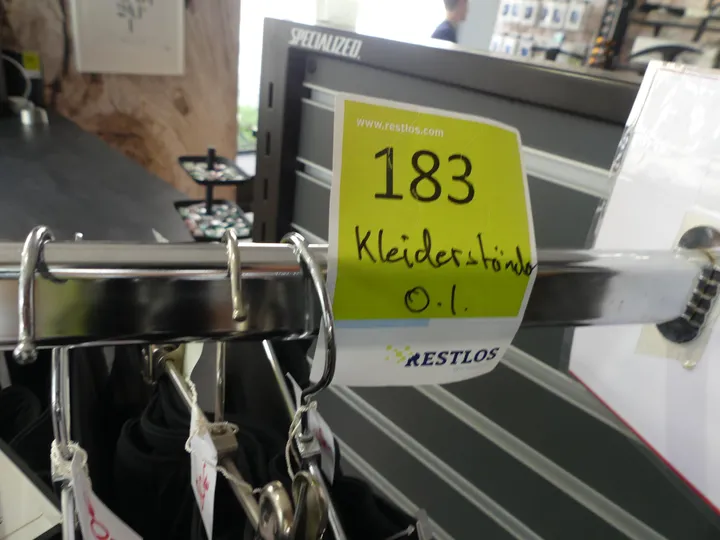 SPECIALIZED
www.restlos.com
183
Kleiderständer
O.I.
RESTLOS